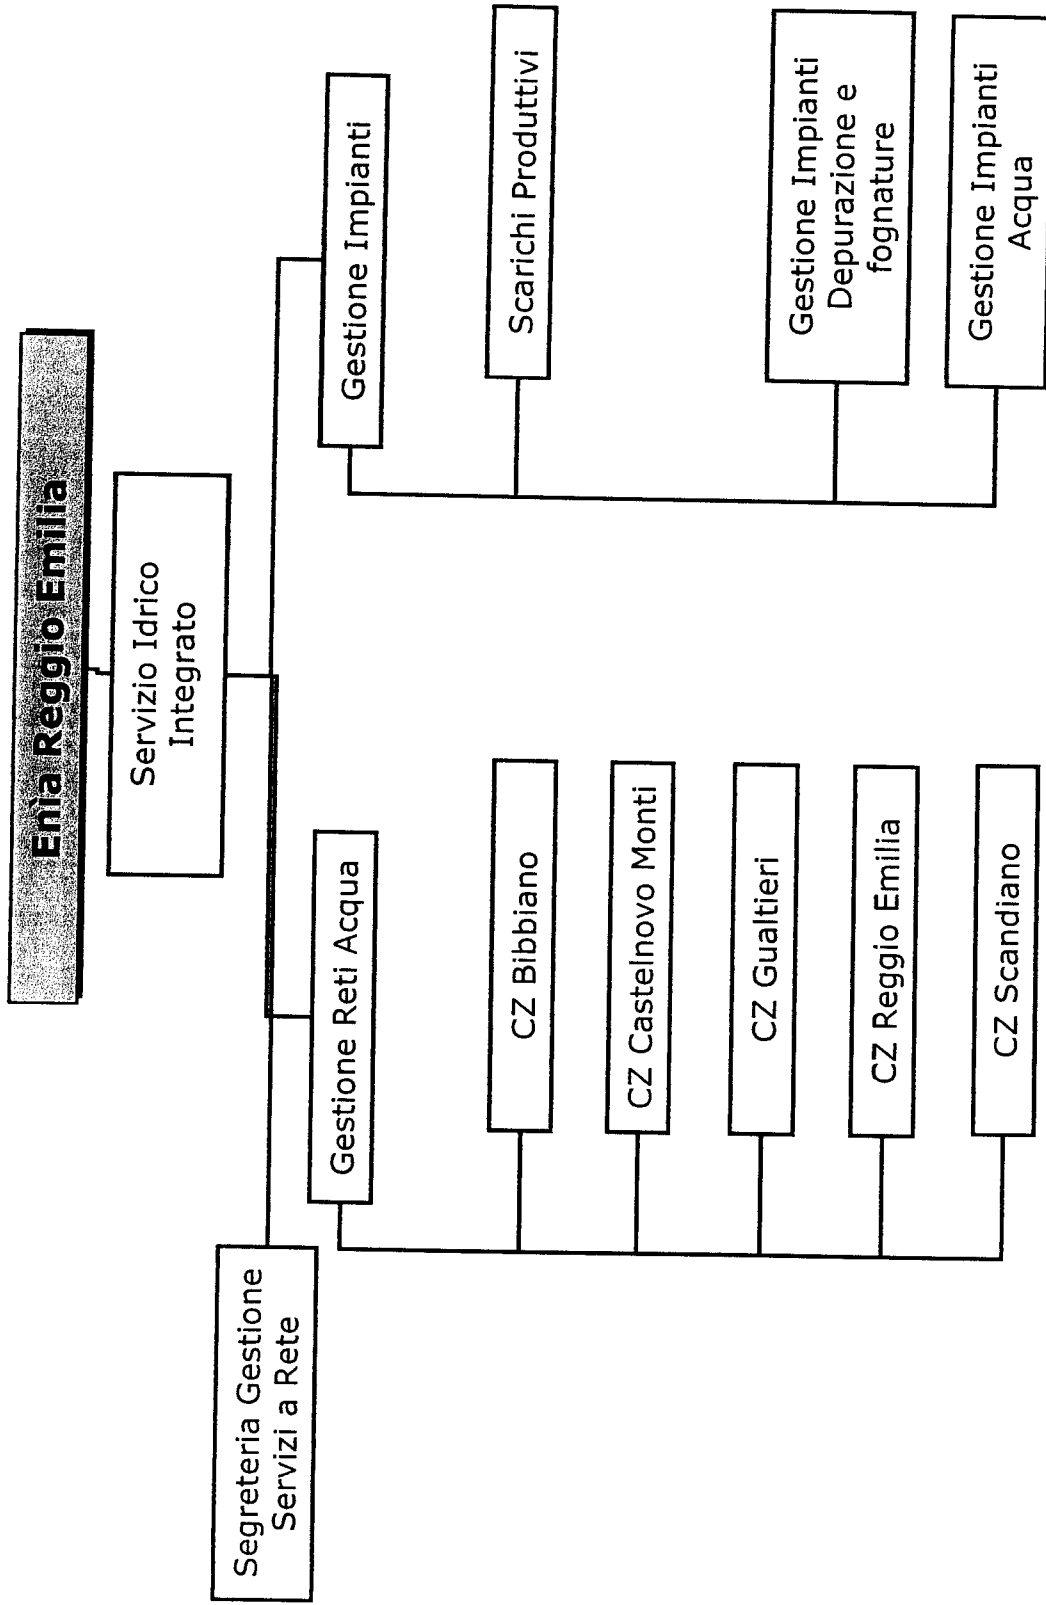 Enìa Reggio Emilia
Servizio Idrico
Integrato
Segreteria Gestione
Servizi a Rete
Gestione Reti Acqua
CZ Bibbiano
CZ Castelnovo Monti
CZ Gualtieri
CZ Reggio Emilia
CZ Scandiano
Gestione Impianti
Scarichi Produttivi
Gestione Impianti
Depurazione e
fognature
Gestione Impianti
Acqua